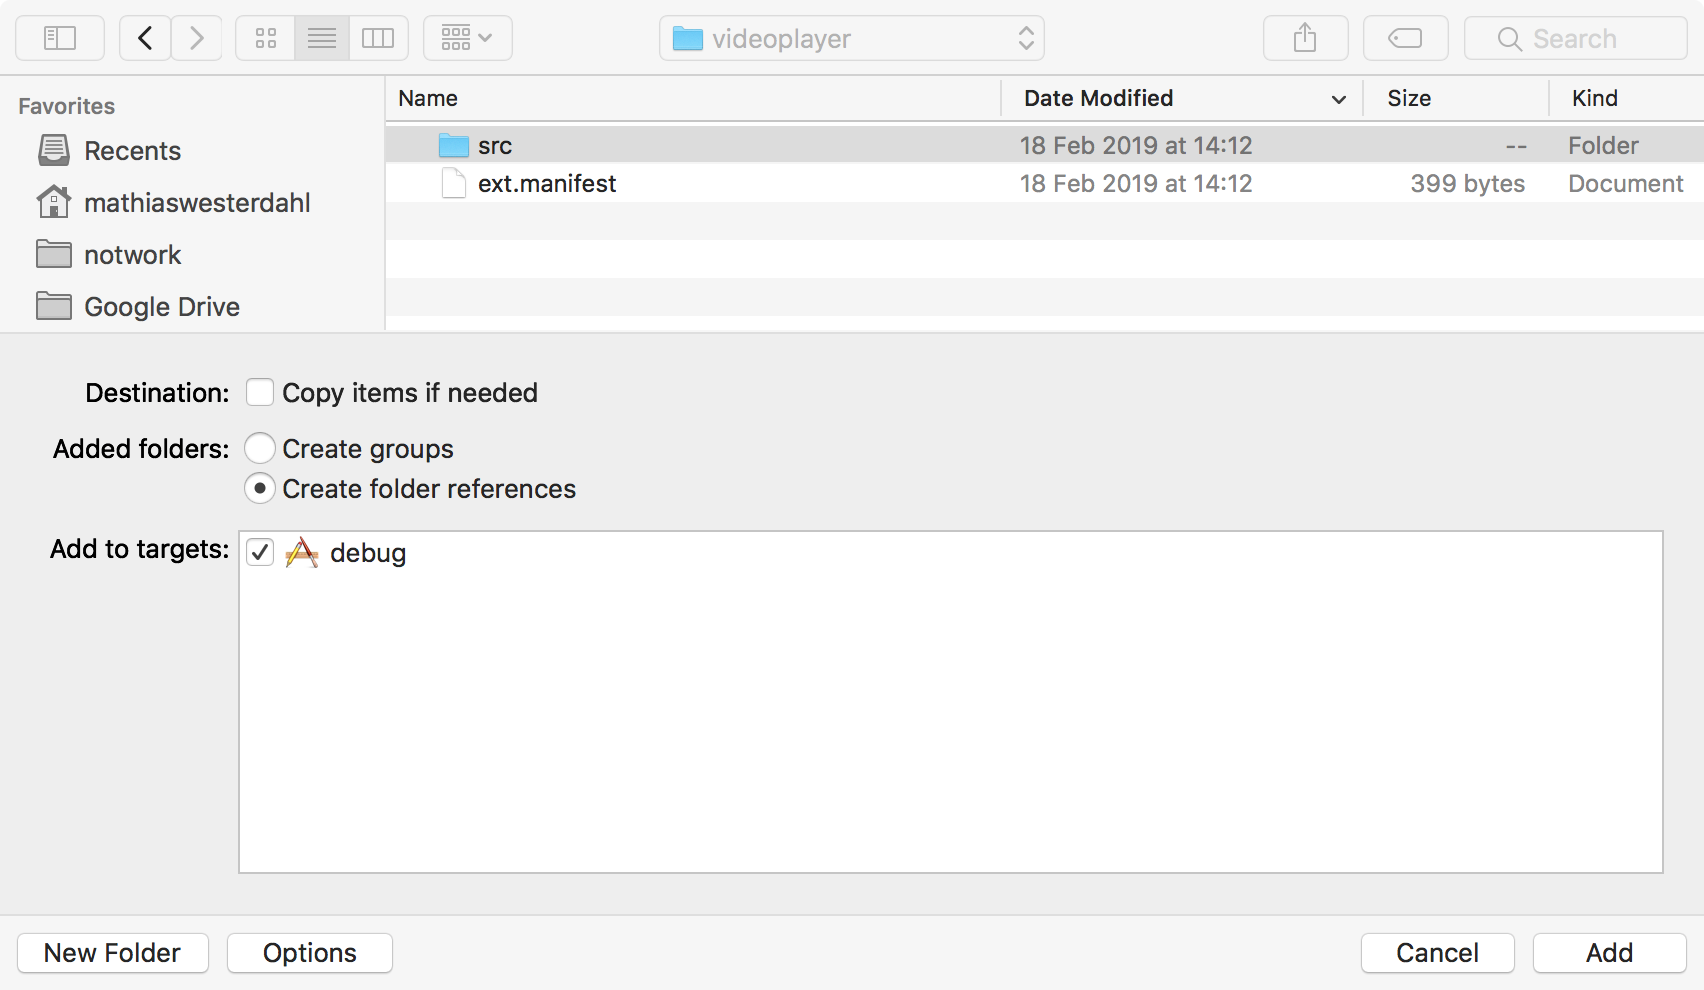 videoplayer Search
Favorites
Recents
mathiaswesterdahl
notwork
Google Drive
Name Date Modified Size Kind
src 18 Feb 2019 at 14:12 -- Folder
ext.manifest 18 Feb 2019 at 14:12 399 bytes Document
Destination: Copy items if needed
Added folders: Create groups
Create folder references
Add to targets: debug
New Folder Options Cancel Add